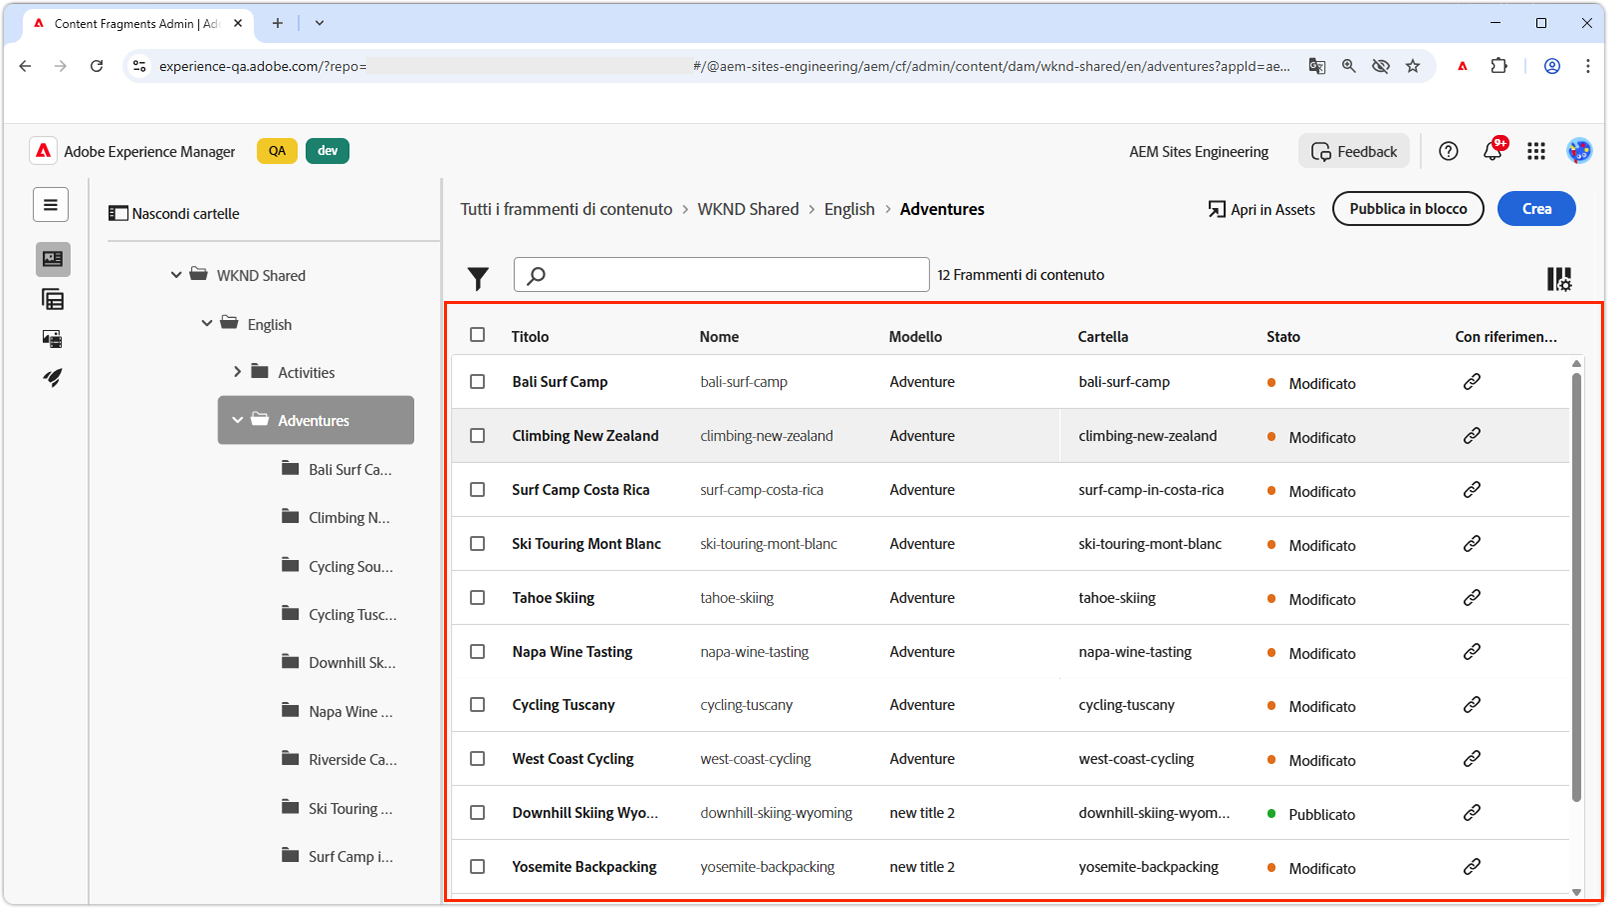 Content Fragments Admin | Ad
experience-qa.adobe.com/?repo= #/@aem-sites-engineering/aem/cf/admin/content/dam/wknd-shared/en/adventures?appId=ae...
Adobe Experience Manager QA dev AEM Sites Engineering Feedback 9+
Nascondi cartelle
Tutti i frammenti di contenuto > WKND Shared > English > Adventures Apri in Assets Pubblica in blocco Crea
12 Frammenti di contenuto
WKND Shared
English
Activities
Adventures
Bali Surf Ca...
Climbing N...
Cycling Sou...
Cycling Tusc...
Downhill Sk...
Napa Wine ...
Riverside Ca...
Ski Touring ...
Surf Camp i...
Titolo Nome Modello Cartella Stato Con riferimen...
Bali Surf Camp bali-surf-camp Adventure bali-surf-camp Modificato
Climbing New Zealand climbing-new-zealand Adventure climbing-new-zealand Modificato
Surf Camp Costa Rica surf-camp-costa-rica Adventure surf-camp-in-costa-rica Modificato
Ski Touring Mont Blanc ski-touring-mont-blanc Adventure ski-touring-mont-blanc Modificato
Tahoe Skiing tahoe-skiing Adventure tahoe-skiing Modificato
Napa Wine Tasting napa-wine-tasting Adventure napa-wine-tasting Modificato
Cycling Tuscany cycling-tuscany Adventure cycling-tuscany Modificato
West Coast Cycling west-coast-cycling Adventure west-coast-cycling Modificato
Downhill Skiing Wyo... downhill-skiing-wyoming new title 2 downhill-skiing-wyom... Pubblicato
Yosemite Backpacking yosemite-backpacking new title 2 yosemite-backpacking Modificato